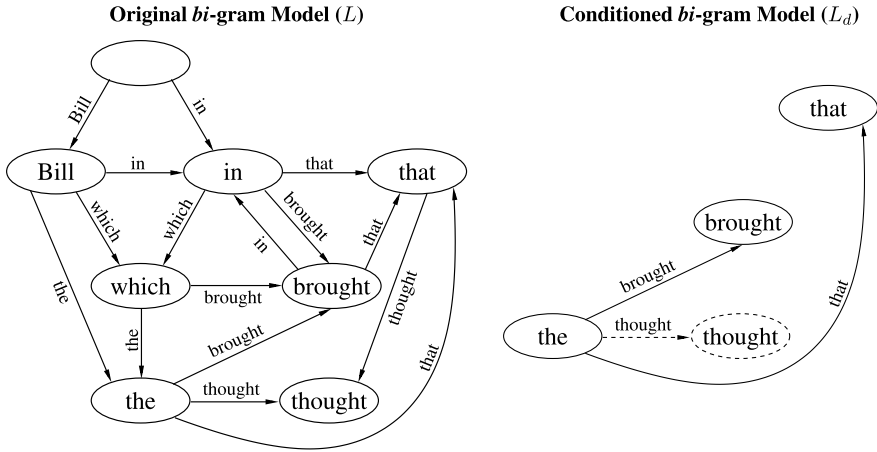 Original bi-gram Model (L)
Conditioned bi-gram Model (L_d)
Bill
in
that
Bill
in
in
that
which
which
brought
in
that
brought
that
the
which
brought
brought
thought
brought
thought
the
brought
that
the
thought
thought
the
thought
thought
that